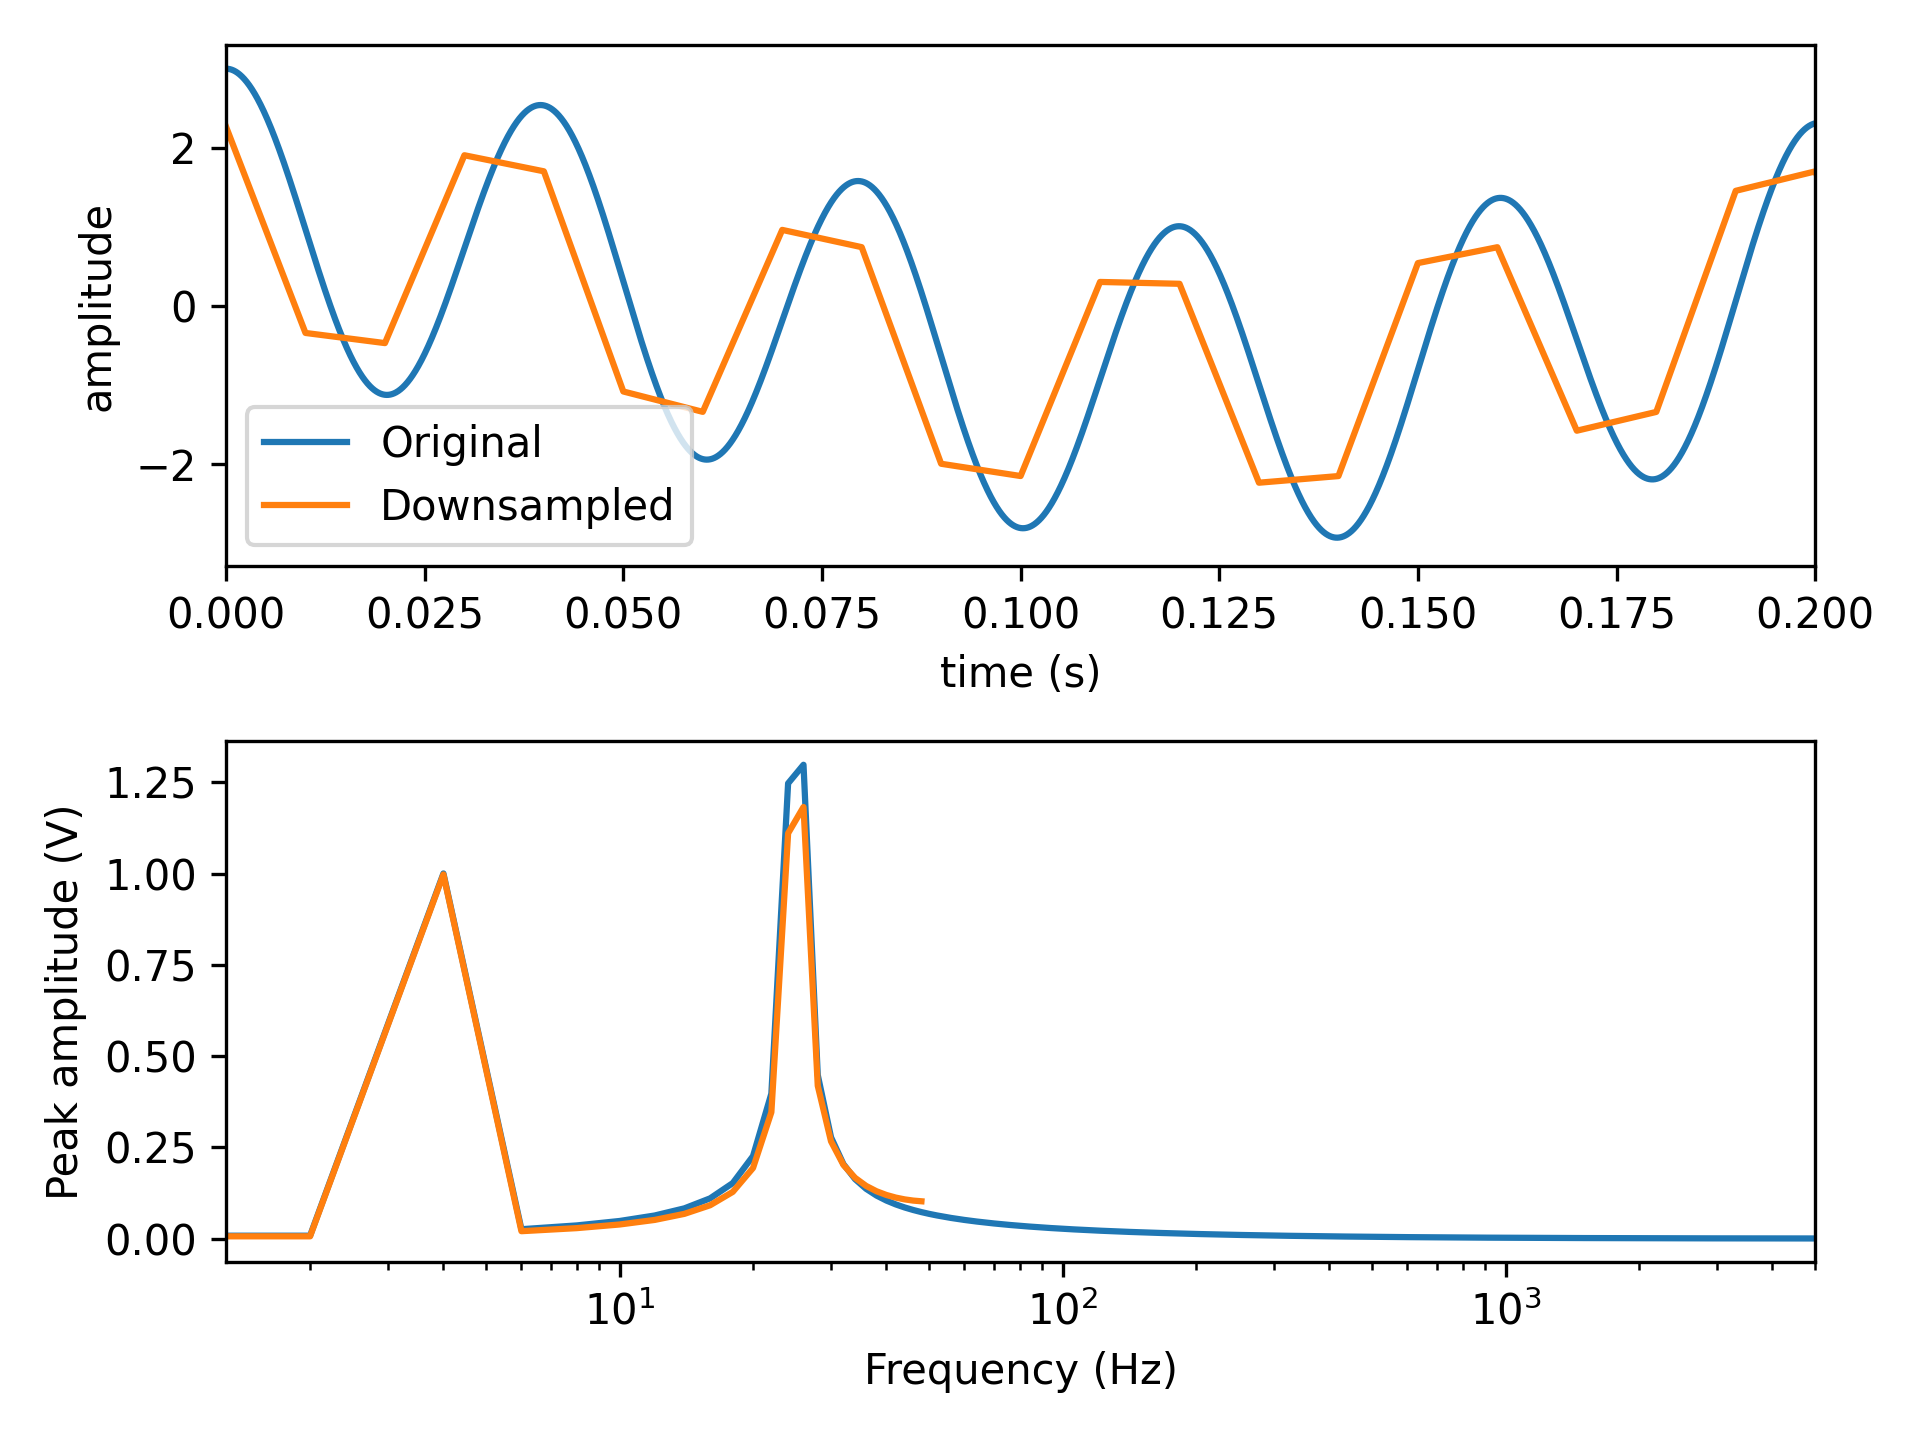 amplitude
2
0
−2
Original
Downsampled
0.000 0.025 0.050 0.075 0.100 0.125 0.150 0.175 0.200
time (s)
Peak amplitude (V)
1.25
1.00
0.75
0.50
0.25
0.00
10¹ 10² 10³
Frequency (Hz)